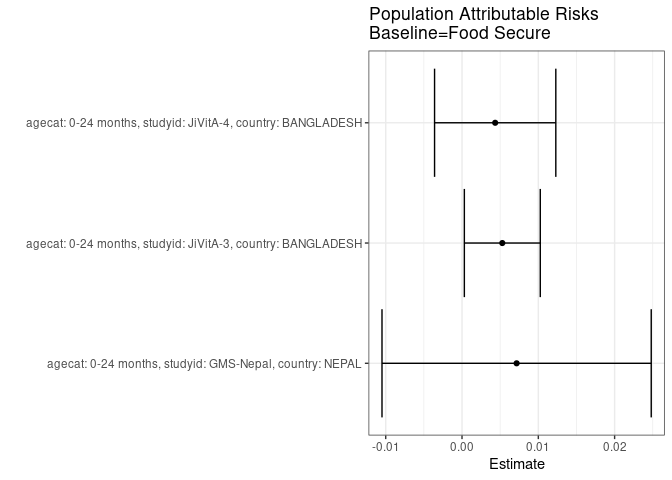 Population Attributable Risks
Baseline=Food Secure
agecat: 0-24 months, studyid: JiVitA-4, country: BANGLADESH
agecat: 0-24 months, studyid: JiVitA-3, country: BANGLADESH
agecat: 0-24 months, studyid: GMS-Nepal, country: NEPAL
-0.01 0.00 0.01 0.02
Estimate